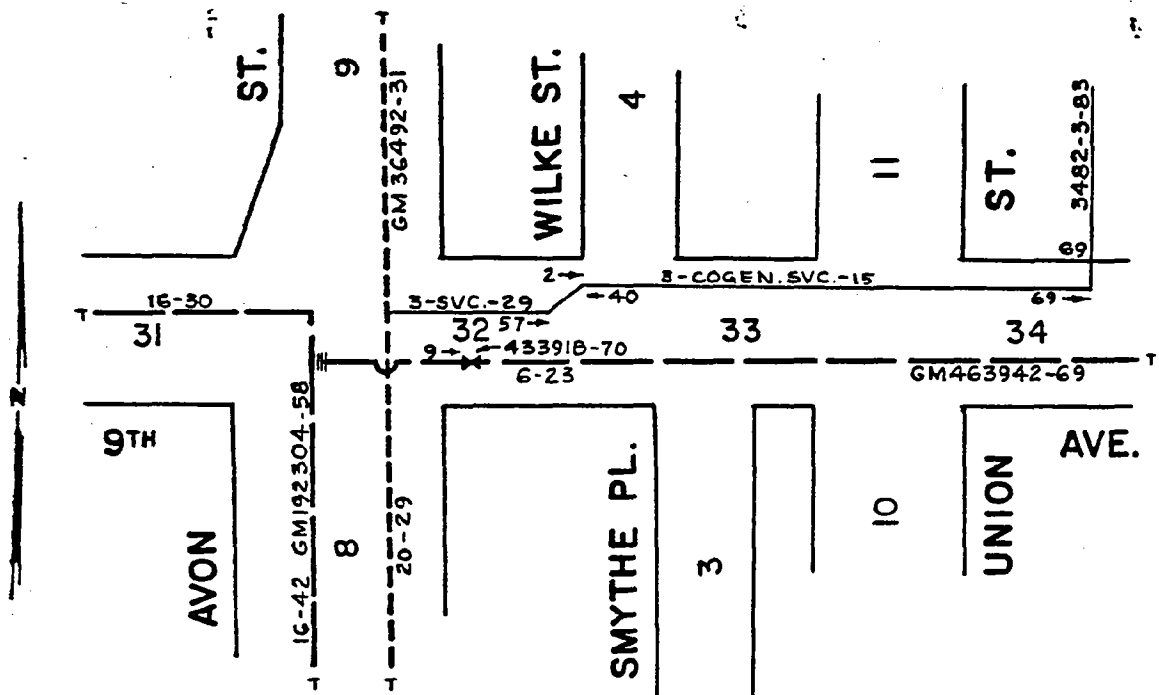 ST.
9
GM 36492-31
WILKE ST.
4
11
ST.
3482-3-83
69
2
8-COGEN. SVC.-15
40
69
16-30
T
31
3-SVC.-29
32
57
33
34
9
43391B-70
6-23
GM463942-69
T
N
9TH
AVE.
AVON
16-42 GM192304-58
8
20-29
SMYTHE PL.
3
10
UNION
T
T
T